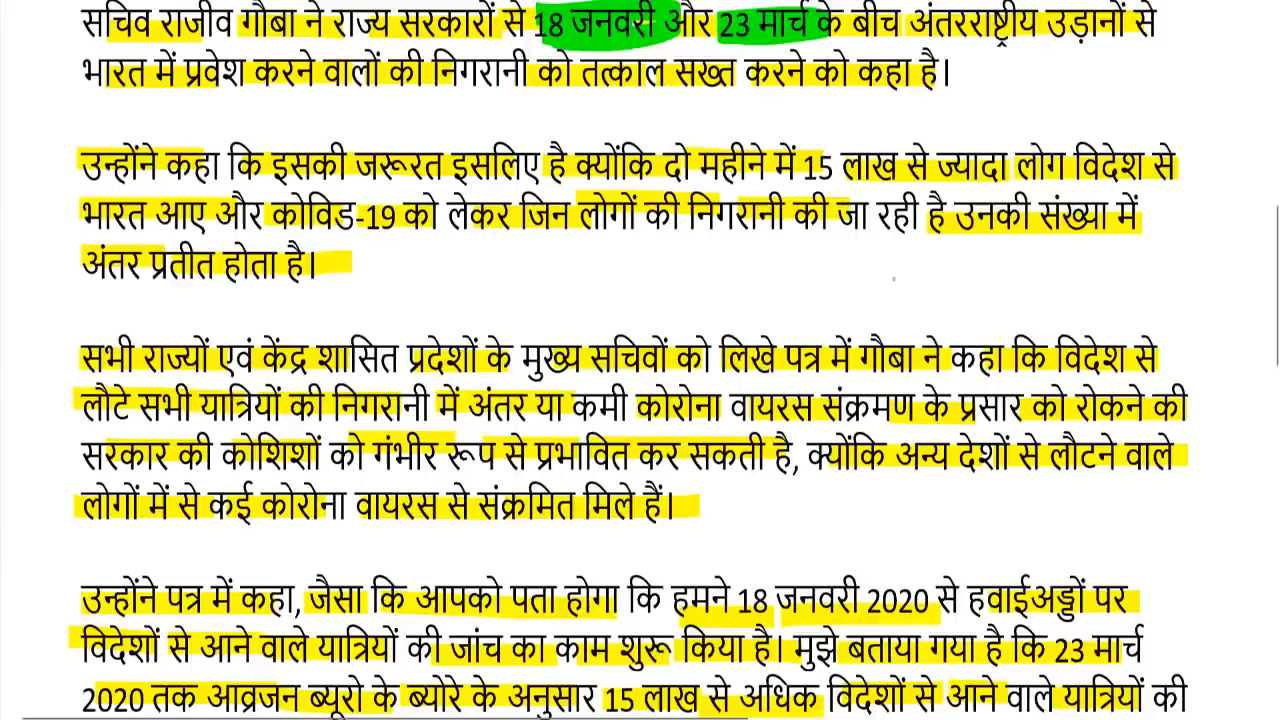 सचिव राजीव गौबा ने राज्य सरकारों से 18 जनवरी और 23 मार्च के बीच अंतरराष्ट्रीय उड़ानों से
भारत में प्रवेश करने वालों की निगरानी को तत्काल सख्त करने को कहा है।
उन्होंने कहा कि इसकी जरूरत इसलिए है क्योंकि दो महीने में 15 लाख से ज्यादा लोग विदेश से
भारत आए और कोविड-19 को लेकर जिन लोगों की निगरानी की जा रही है उनकी संख्या में
अंतर प्रतीत होता है।
सभी राज्यों एवं केंद्र शासित प्रदेशों के मुख्य सचिवों को लिखे पत्र में गौबा ने कहा कि विदेश से
लौटे सभी यात्रियों की निगरानी में अंतर या कमी कोरोना वायरस संक्रमण के प्रसार को रोकने की
सरकार की कोशिशों को गंभीर रूप से प्रभावित कर सकती है, क्योंकि अन्य देशों से लौटने वाले
लोगों में से कई कोरोना वायरस से संक्रमित मिले हैं।
उन्होंने पत्र में कहा, जैसा कि आपको पता होगा कि हमने 18 जनवरी 2020 से हवाईअड्डों पर
विदेशों से आने वाले यात्रियों की जांच का काम शुरू किया है। मुझे बताया गया है कि 23 मार्च
2020 तक आव्रजन ब्यूरो के ब्योरे के अनुसार 15 लाख से अधिक विदेशों से आने वाले यात्रियों की